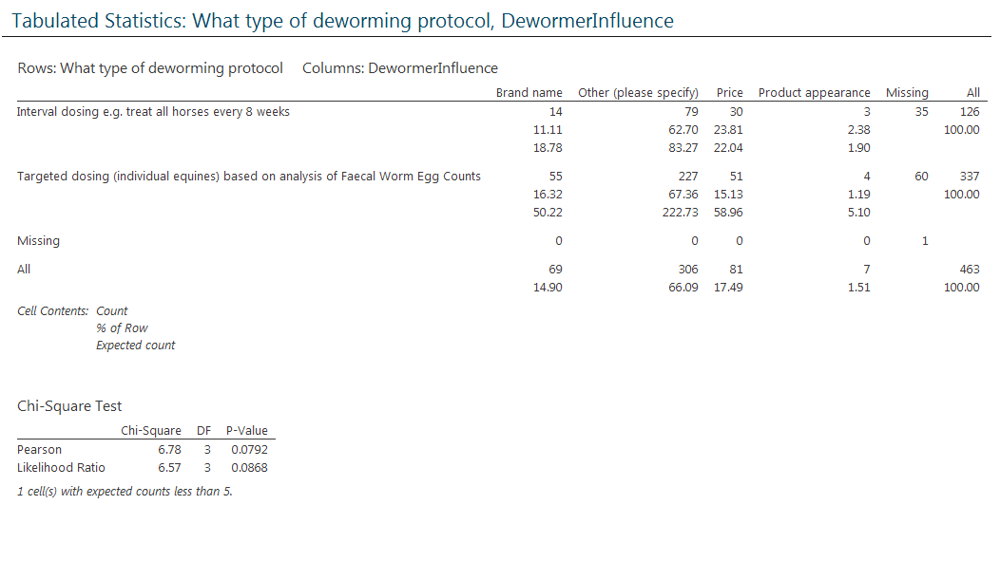 Tabulated Statistics: What type of deworming protocol, DewormerInfluence
Rows: What type of deworming protocol Columns: DewormerInfluence
Brand name Other (please specify) Price Product appearance Missing All
Interval dosing e.g. treat all horses every 8 weeks 14 79 30 3 35 126
11.11 62.70 23.81 2.38 100.00
18.78 83.27 22.04 1.90
Targeted dosing (individual equines) based on analysis of Faecal Worm Egg Counts 55 227 51 4 60 337
16.32 67.36 15.13 1.19 100.00
50.22 222.73 58.96 5.10
Missing 0 0 0 0 1
All 69 306 81 7 463
14.90 66.09 17.49 1.51 100.00
Cell Contents: Count
% of Row
Expected count
Chi-Square Test
Chi-Square DF P-Value
Pearson 6.78 3 0.0792
Likelihood Ratio 6.57 3 0.0868
1 cell(s) with expected counts less than 5.